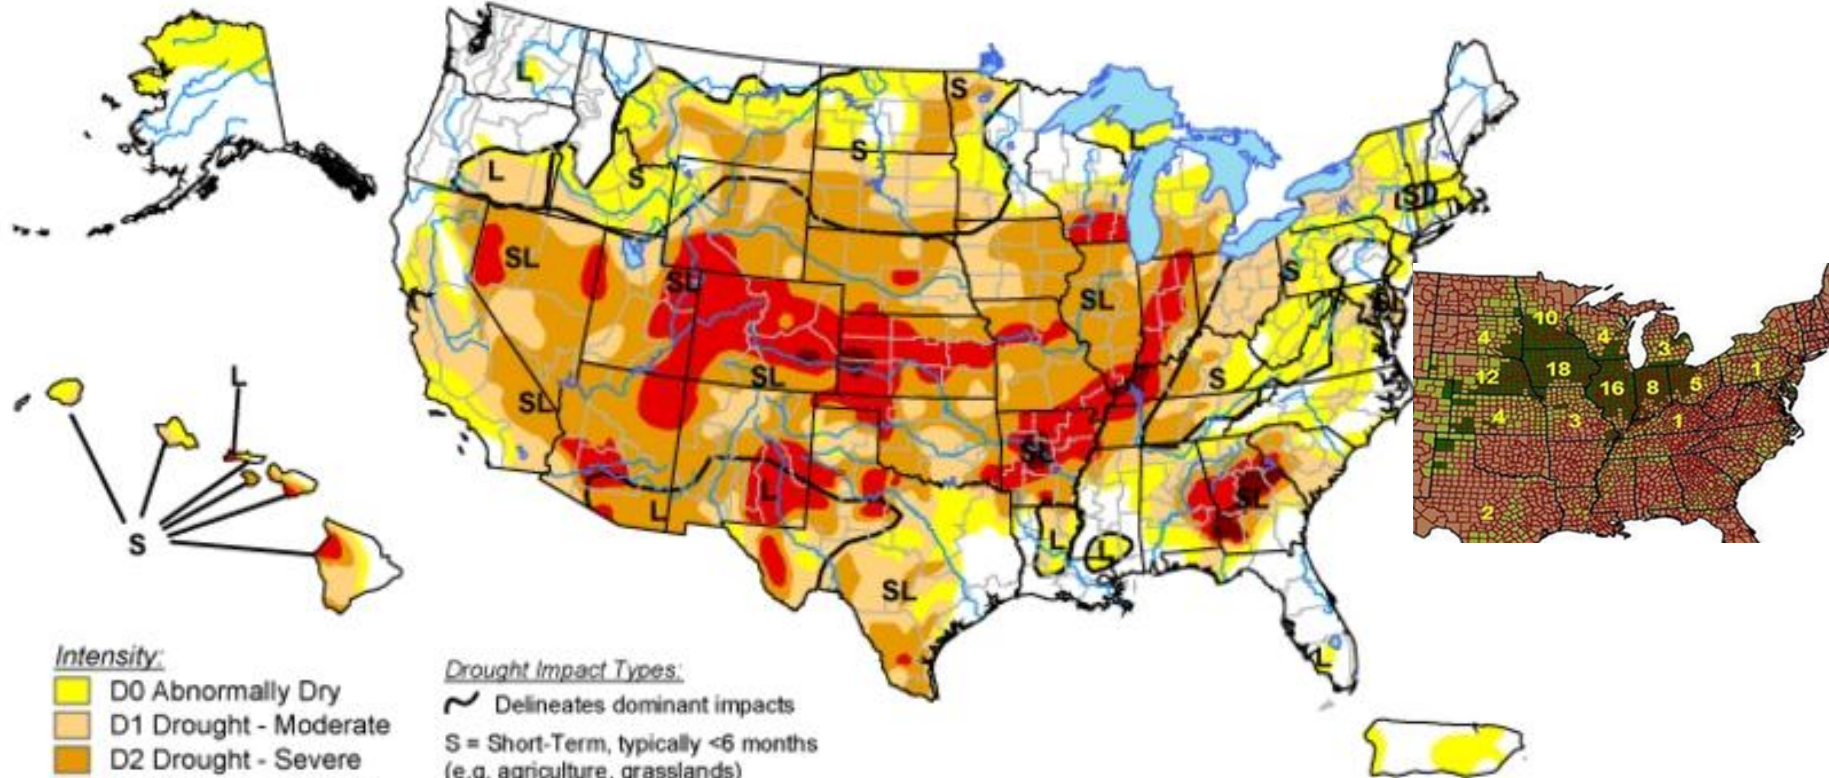 L
S
L
S
S
SL
SL
SL
S
SL
SL
S
SL
L
L
SL
SL
L
L
SL
L
L
S
10
4
4
3
12
18
16
8
5
1
4
3
1
2
Intensity:
D0 Abnormally Dry
D1 Drought - Moderate
D2 Drought - Severe
Drought Impact Types:
Delineates dominant impacts
S = Short-Term, typically <6 months
(e.g. agriculture, grasslands)